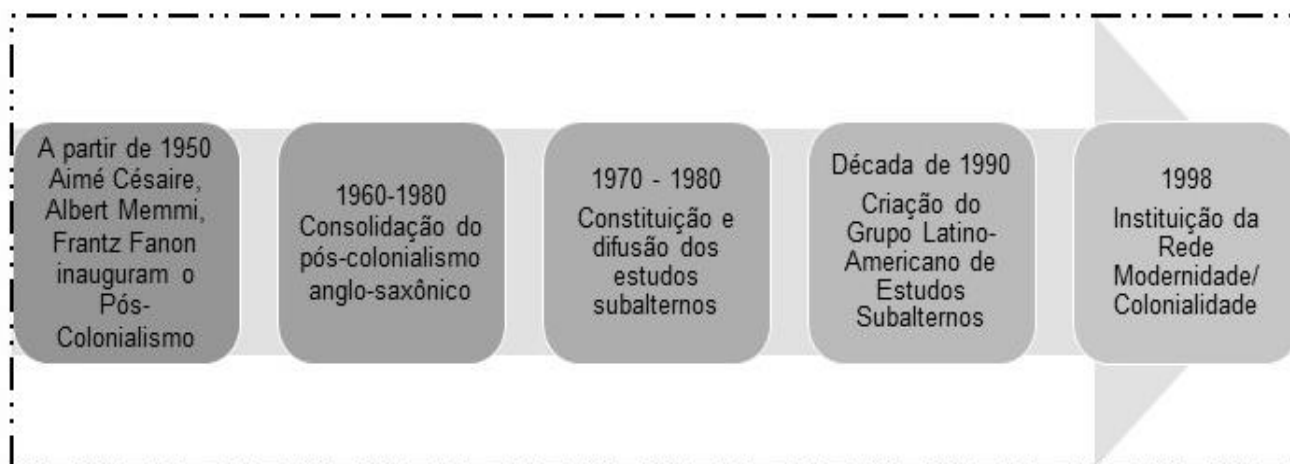 A partir de 1950
Aimé Césaire,
Albert Memmi,
Frantz Fanon
inauguram o
Pós-
Colonialismo
1960-1980
Consolidação do
pós-colonialismo
anglo-saxônico
1970 - 1980
Constituição e
difusão dos
estudos
subalternos
Década de 1990
Criação do
Grupo Latino-
Americano de
Estudos
Subalternos
1998
Instituição da
Rede
Modernidade/
Colonialidade